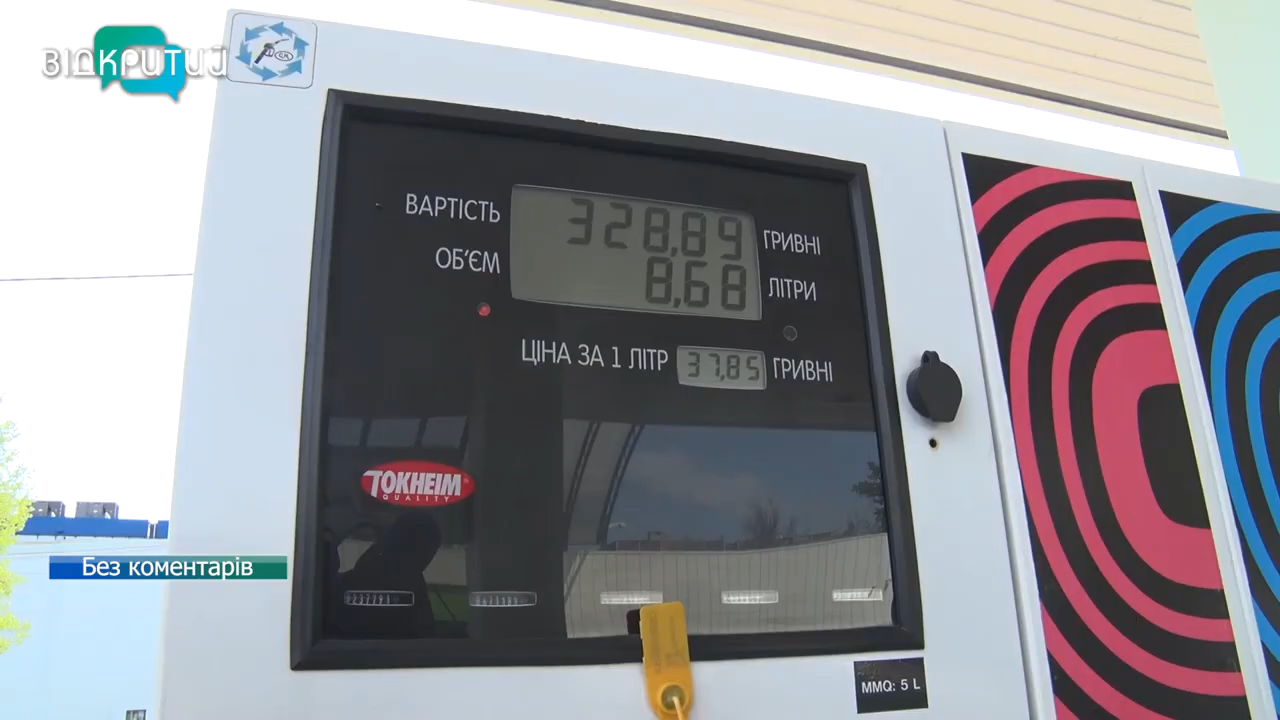 ВІДКРИТИЙ
ВАРТІСТЬ 328,89 ГРИВНІ
ОБ'ЄМ 8,68 ЛІТРИ
ЦІНА ЗА 1 ЛІТР 37,85 ГРИВНІ
TOKHEIM
QUALITY
Без коментарів
MMQ: 5 L